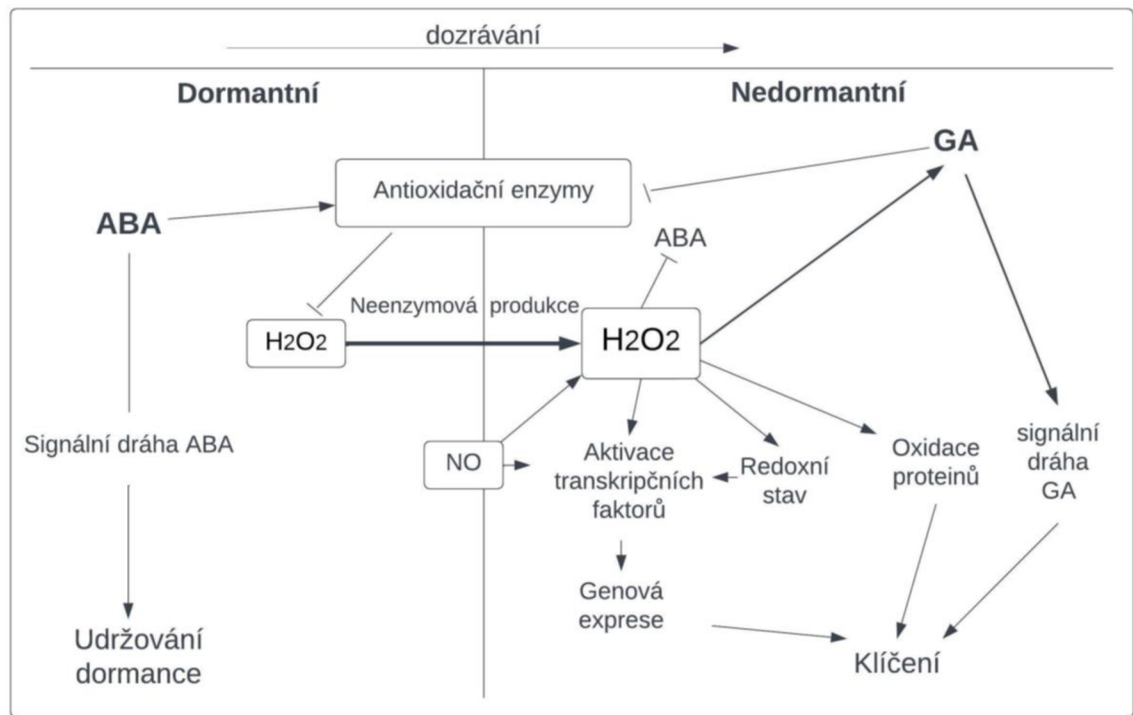 dozrávání
Dormantní
Nedormantní
GA
Antioxidační enzymy
ABA
ABA
Neenzymová produkce
H2O2
H2O2
Signální dráha ABA
NO
Aktivace
transkripčních
faktorů
Redoxní
stav
Oxidace
proteinů
signální
dráha
GA
Genová
exprese
Udržování
dormance
Klíčení